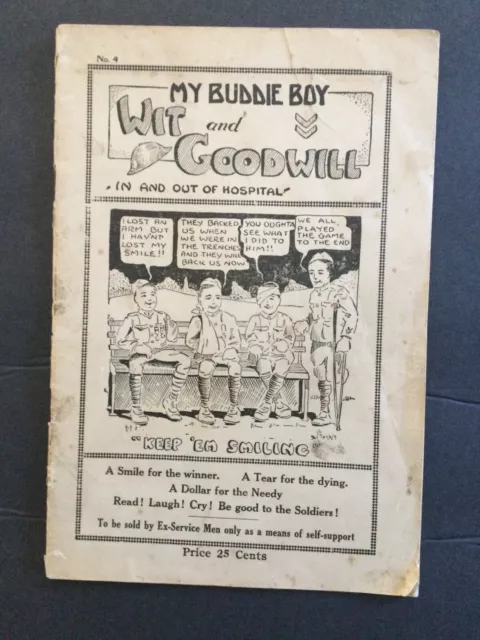 No. 4
MY BUDDIE BOY
WIT and
GOODWILL
IN AND OUT OF HOSPITAL
I LOST AN
ARM BUT
I HAVN'T
LOST MY
SMILE!!
THEY BACKED
US WHEN
WE WERE IN
THE TRENCHES
AND THEY WILL
BACK US NOW
YOU OUGHTA
SEE WHAT
I DID TO
HIM!!
WE ALL
PLAYED
THE GAME
TO THE END
"KEEP 'EM SMILING"
A Smile for the winner. A Tear for the dying.
A Dollar for the Needy
Read! Laugh! Cry! Be good to the Soldiers!
To be sold by Ex-Service Men only as a means of self-support
Price 25 Cents